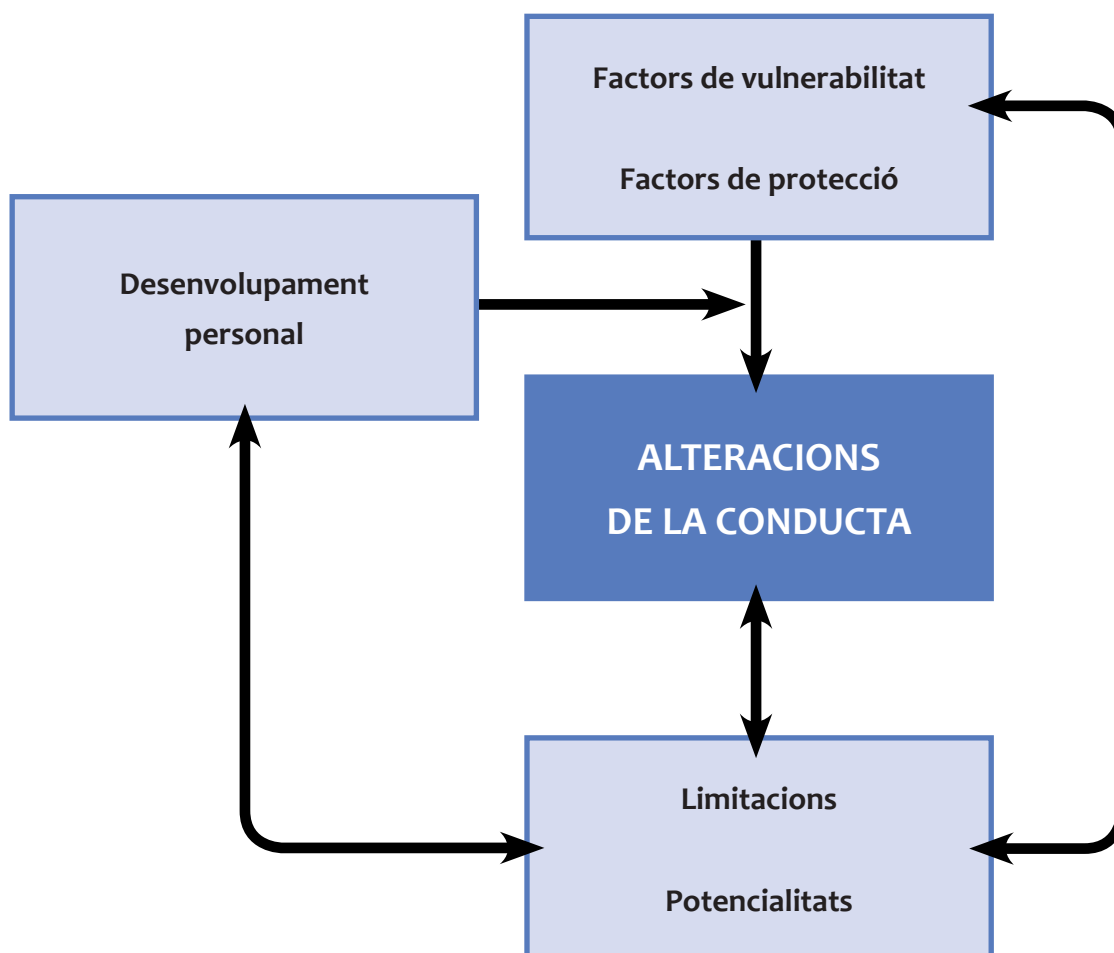 Factors de vulnerabilitat
Factors de protecció
Desenvolupament
personal
ALTERACIONS
DE LA CONDUCTA
Limitacions
Potencialitats